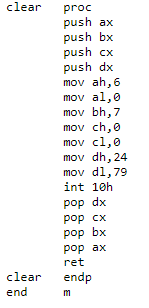 clear proc
push ax
push bx
push cx
push dx
mov ah,6
mov al,0
mov bh,7
mov ch,0
mov cl,0
mov dh,24
mov dl,79
int 10h
pop dx
pop cx
pop bx
pop ax
ret
clear endp
end m